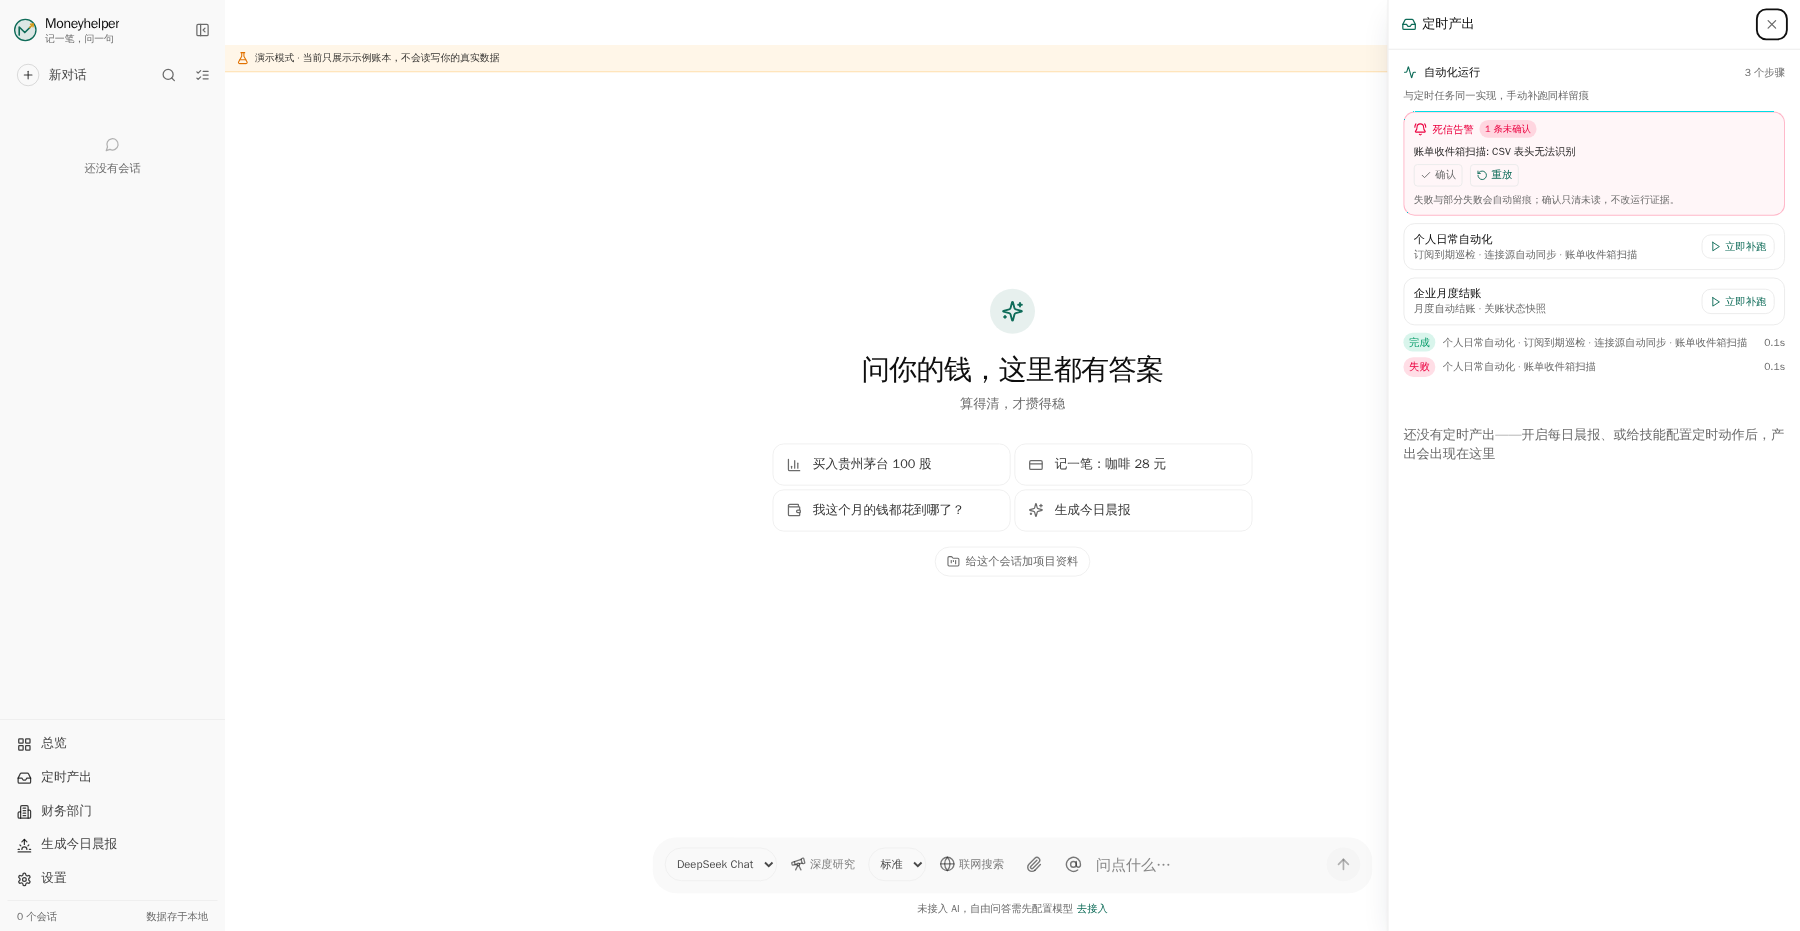 Moneyhelper
记一笔，问一句
新对话
还没有会话
总览
定时产出
财务部门
生成今日晨报
设置
0 个会话
数据存于本地
演示模式 · 当前只展示示例账本，不会读写你的真实数据
问你的钱，这里都有答案
算得清，才攒得稳
买入贵州茅台 100 股
记一笔：咖啡 28 元
我这个月的钱都花到哪了？
生成今日晨报
给这个会话加项目资料
DeepSeek Chat
深度研究
标准
联网搜索
问点什么…
未接入 AI，自由问答需先配置模型 去接入
定时产出
自动化运行
3 个步骤
与定时任务同一实现，手动补跑同样留痕
死信告警
1 条未确认
账单收件箱扫描: CSV 表头无法识别
确认
重放
失败与部分失败会自动留痕；确认只清未读，不改运行证据。
个人日常自动化
订阅到期巡检 · 连接源自动同步 · 账单收件箱扫描
立即补跑
企业月度结账
月度自动结账 · 关账状态快照
立即补跑
完成
个人日常自动化 · 订阅到期巡检 · 连接源自动同步 · 账单收件箱扫描
0.1s
失败
个人日常自动化 · 账单收件箱扫描
0.1s
还没有定时产出——开启每日晨报、或给技能配置定时动作后，产
出会出现在这里